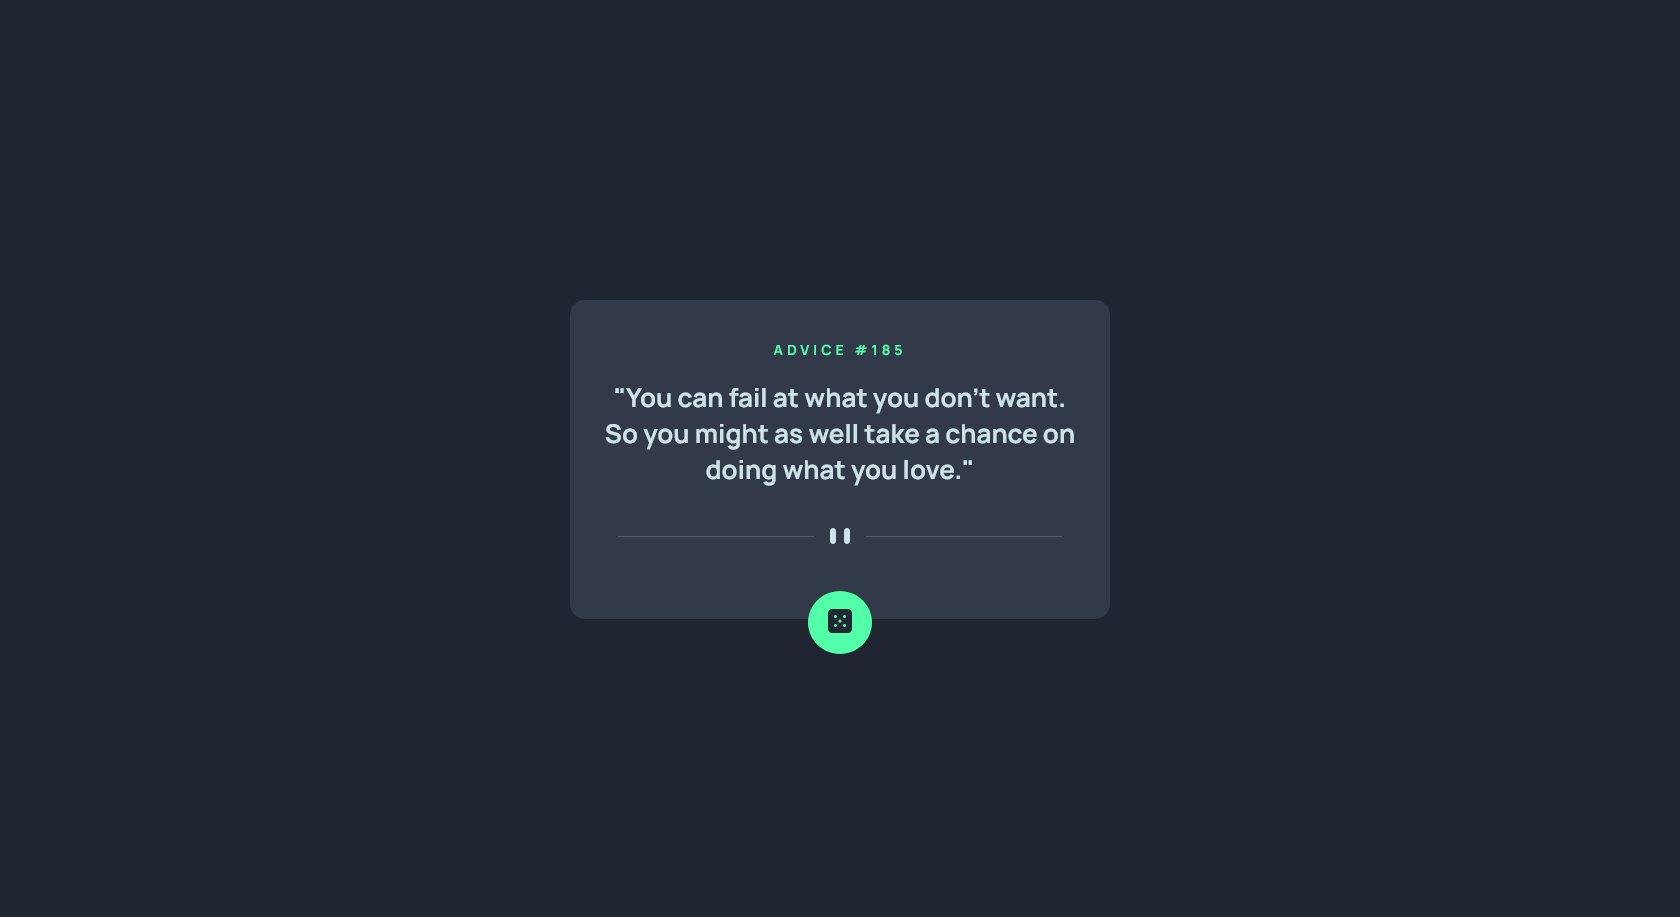 ADVICE #185
"You can fail at what you don't want.
So you might as well take a chance on
doing what you love."